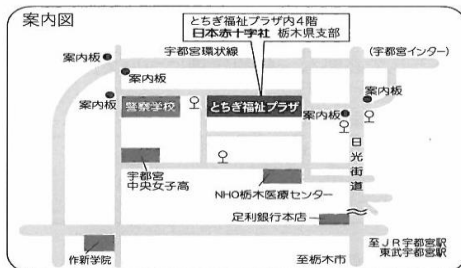 案内図
とちぎ福祉プラザ内4階
日本赤十字社 栃木県支部
宇都宮環状線
(宇都宮インター)
案内板
案内板
案内板
案内板
案内板
警察学校
とちぎ福祉プラザ
日光街道
宇都宮
中央女子高
NHO栃木医療センター
足利銀行本店
作新学院
至栃木市
至JR宇都宮駅
東武宇都宮駅